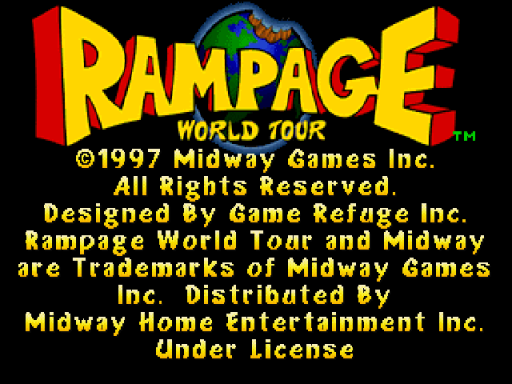 RAMPAGE
WORLD TOUR
TM
©1997 Midway Games Inc.
All Rights Reserved.
Designed By Game Refuge Inc.
Rampage World Tour and Midway
are Trademarks of Midway Games
Inc. Distributed By
Midway Home Entertainment Inc.
Under License